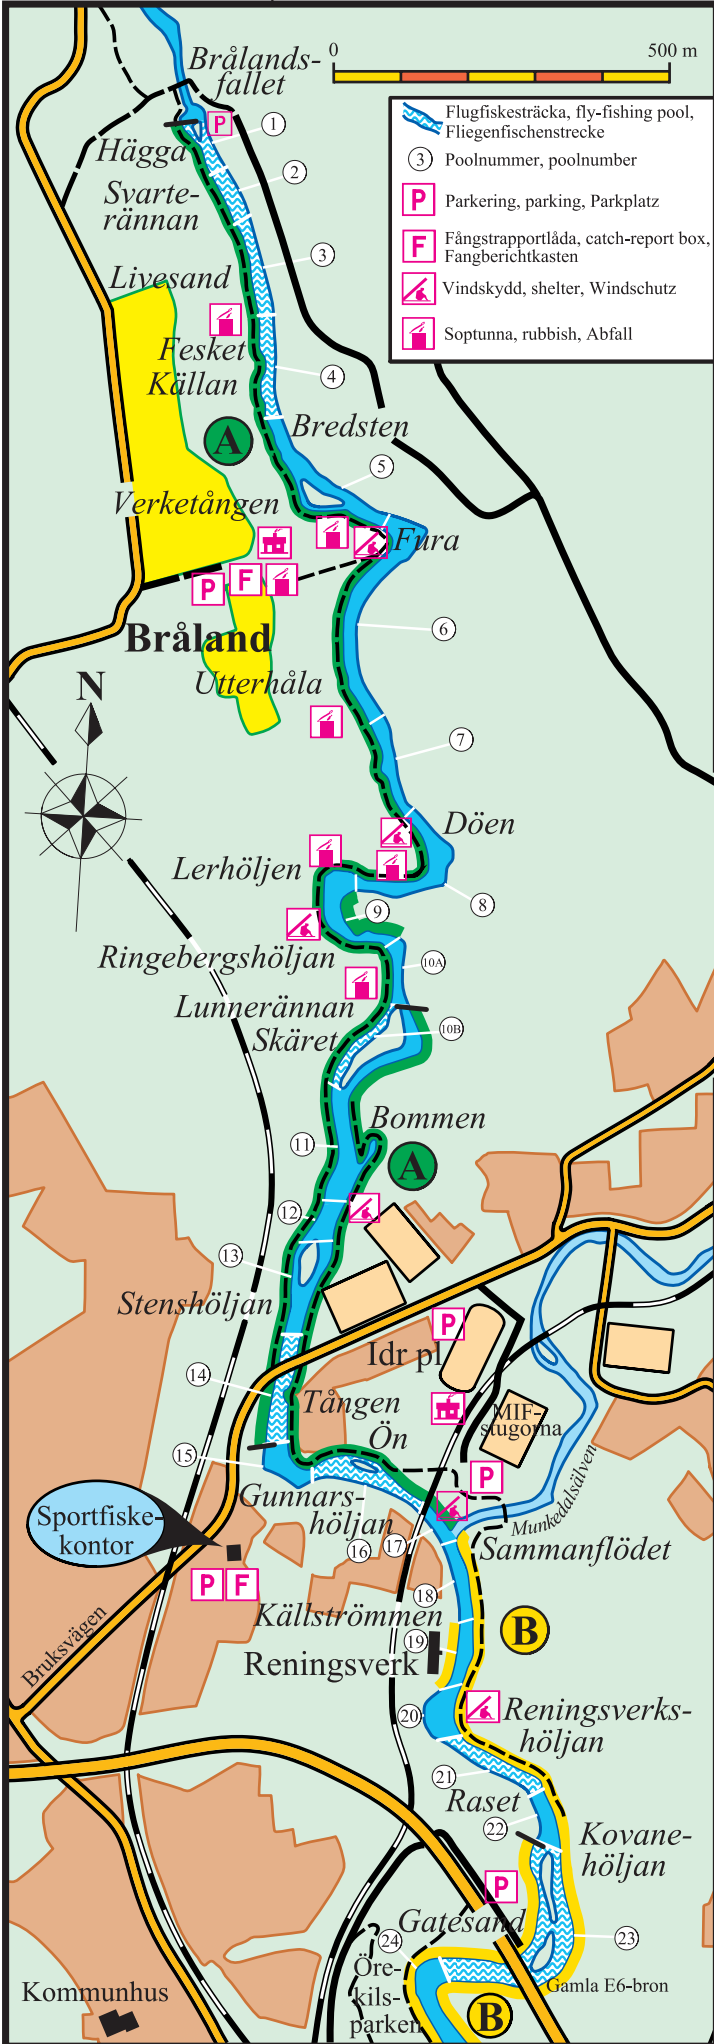 Brålands-
fallet
0
500 m
Flugfiskesträcka, fly-fishing pool,
Fliegenfischenstrecke
3 Poolnummer, poolnumber
P Parkering, parking, Parkplatz
F Fångstrapportlåda, catch-report box,
Fangberichtkasten
Vindskydd, shelter, Windschutz
Soptunna, rubbish, Abfall
P
1
Hägga
2
Svarte-
rännan
3
Livesand
Fesket
Källan
4
A
Bredsten
5
Verketången
Fura
P
F
Bråland
6
Utterhåla
N
7
Döen
Lerhöljen
8
9
Ringebergshöljan
10A
Lunnerännan
Skäret
10B
Bommen
11
A
12
13
Stenshöljan
P
Idr pl
14
Tången
Ön
MIF-
stugorna
15
P
Gunnars-
höljan
Munkedalsälven
Sportfiske-
kontor
16
17
Sammanflödet
P
F
18
Källströmmen
B
19
Reningsverk
Bruksvägen
20
Reningsverks-
höljan
21
Raset
22
Kovane-
höljan
P
Gatesand
23
24
Öre-
kils-
parken
Gamla E6-bron
Kommunhus
B